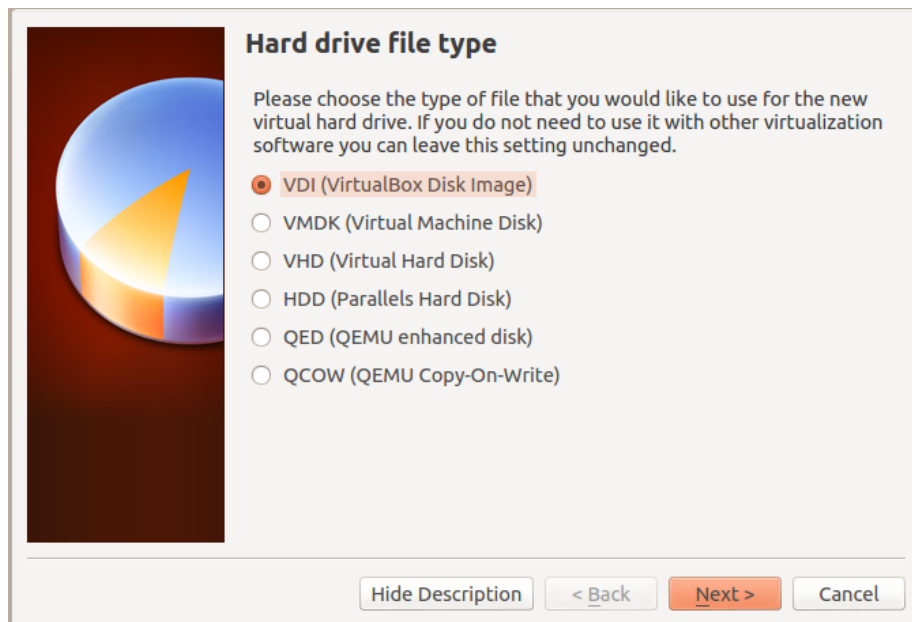 Hard drive file type
Please choose the type of file that you would like to use for the new
virtual hard drive. If you do not need to use it with other virtualization
software you can leave this setting unchanged.
VDI (VirtualBox Disk Image)
VMDK (Virtual Machine Disk)
VHD (Virtual Hard Disk)
HDD (Parallels Hard Disk)
QED (QEMU enhanced disk)
QCOW (QEMU Copy-On-Write)
Hide Description < Back Next > Cancel